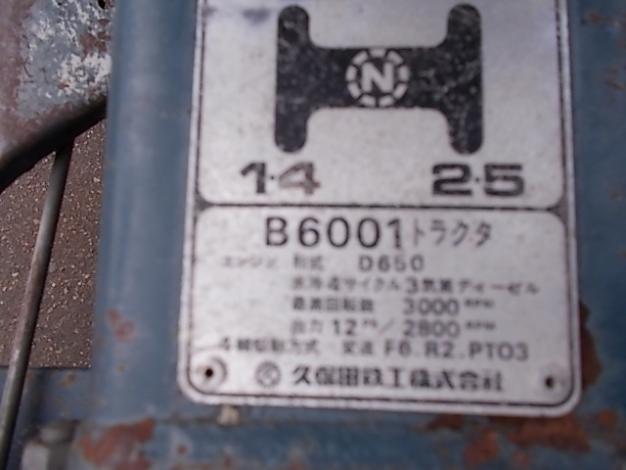 N
1·4 2·5
B6001トラクタ
エンジン 形式 D650
水冷4サイクル3気筒ディーゼル
最高回転数 3000 RPM
出力 12 PS/2800 RPM
4輪駆動方式 変速 F6.R2.PTO3
久保田鉄工株式会社